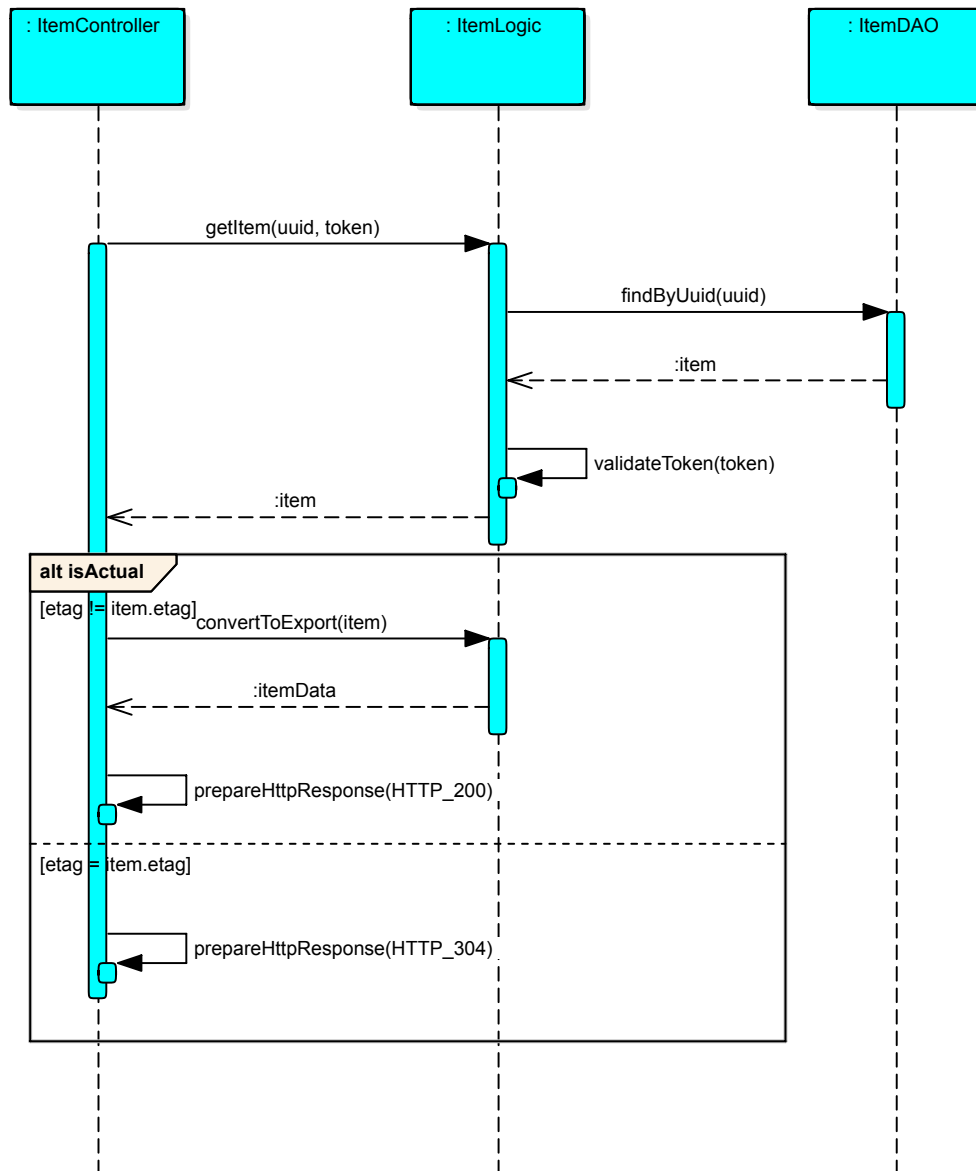 : ItemController
: ItemLogic
: ItemDAO
getItem(uuid, token)
findByUuid(uuid)
:item
validateToken(token)
:item
alt isActual
[etag != item.etag]
convertToExport(item)
:itemData
prepareHttpResponse(HTTP_200)
[etag = item.etag]
prepareHttpResponse(HTTP_304)